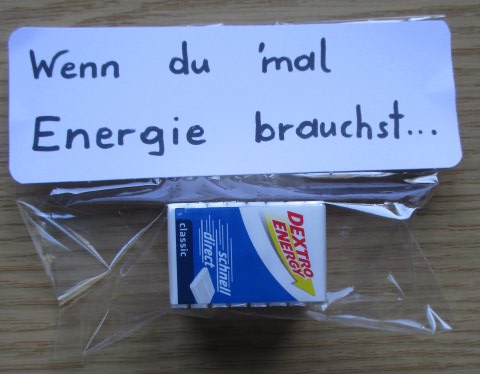 Wenn du 'mal
Energie brauchst...
DEXTRO
ENERGY
schnell
direct
classic